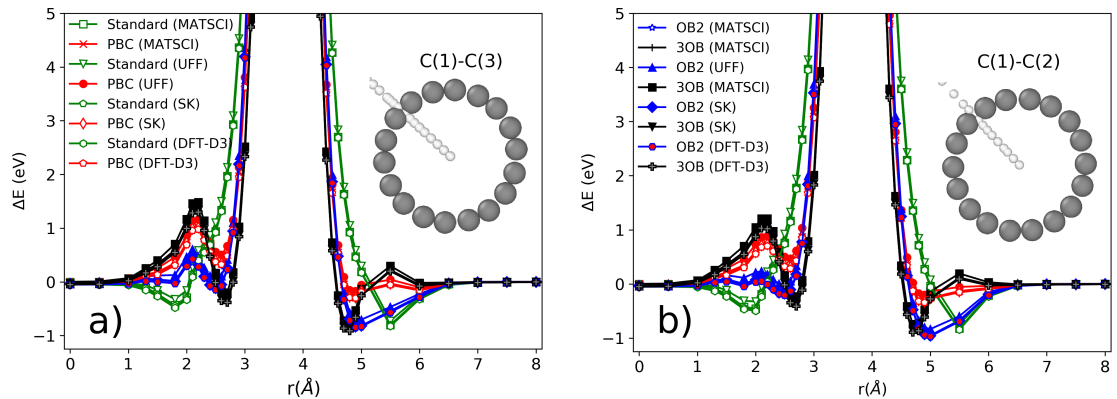 5
4
3
2
1
0
−1
ΔE (eV)
Standard (MATSCI)
PBC (MATSCI)
Standard (UFF)
PBC (UFF)
Standard (SK)
PBC (SK)
Standard (DFT-D3)
PBC (DFT-D3)
C(1)-C(3)
a)
0 1 2 3 4 5 6 7 8
r(Å)
5
4
3
2
1
0
−1
ΔE (eV)
OB2 (MATSCI)
3OB (MATSCI)
OB2 (UFF)
3OB (MATSCI)
OB2 (SK)
3OB (SK)
OB2 (DFT-D3)
3OB (DFT-D3)
C(1)-C(2)
b)
0 1 2 3 4 5 6 7 8
r(Å)